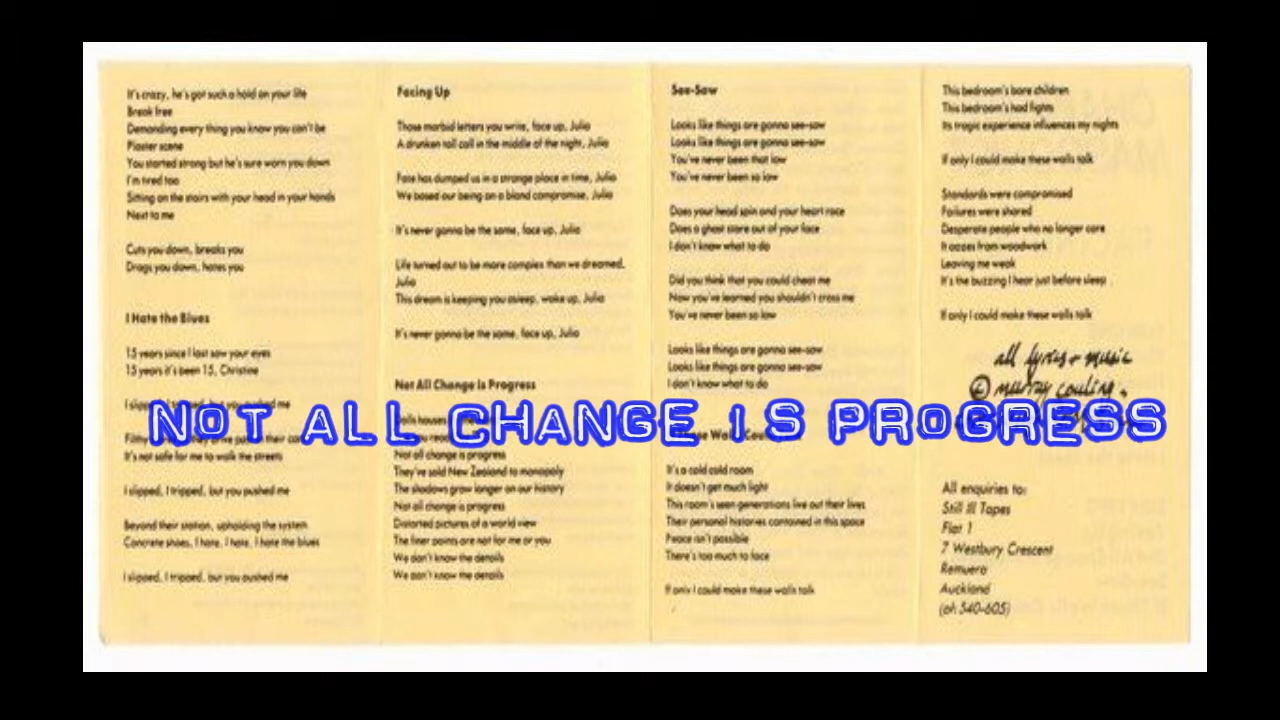 It's crazy, he's got such a hold on your life
Break free
Demanding every thing you know you can't be
Plaster scene
You started strong but he's sure worn you down
I'm tired too
Sitting on the stairs with your head in your hands
Next to me
Cuts you down, breaks you
Drags you down, hates you
I Hate the Blues
15 years since I last saw your eyes
15 years it's been 15, Christine
I slipped, I tripped, but you pushed me
Filthy
It's not safe for me to walk the streets
I slipped, I tripped, but you pushed me
Beyond their station, upholding the system
Concrete shoes, I hate, I hate, I hate the blues
I slipped, I tripped, but you pushed me
Facing Up
Those morbid letters you write, face up, Julia
A drunken toll call in the middle of the night, Julia
Fate has dumped us in a strange place in time, Julia
We based our being on a bland compromise, Julia
It's never gonna be the same, face up, Julia
Life turned out to be more complex than we dreamed,
Julia
This dream is keeping you asleep, wake up, Julia
It's never gonna be the same, face up, Julia
Not All Change Is Progress
Not all change is progress
They've sold New Zealand to monopoly
The shadows grow longer on our history
Not all change is progress
Distorted pictures of a world view
The finer points are not for me or you
We don't know the details
We don't know the details
See-Saw
Looks like things are gonna see-saw
Looks like things are gonna see-saw
You've never been that low
You've never been so low
Does your head spin and your heart race
Does a ghost stare out of your face
I don't know what to do
Did you think that you could cheat me
Now you've learned you shouldn't cross me
You've never been so low
Looks like things are gonna see-saw
Looks like things are gonna see-saw
I don't know what to do
It's a cold cold room
It doesn't get much light
This room's seen generations live out their lives
Their personal histories contained in this space
Peace isn't possible
There's too much to face
If only I could make these walls talk
This bedroom's bore children
This bedroom's had fights
Its tragic experience influences my nights
If only I could make these walls talk
Standards were compromised
Failures were shared
Desperate people who no longer care
It oozes from woodwork
Leaving me weak
It's the buzzing I hear just before sleep
If only I could make these walls talk
all lyrics + music
© murray couling
All enquiries to:
Still Ill Tapes
Flat 1
7 Westbury Crescent
Remuera
Auckland
(ph 540-605)
NOT ALL CHANGE IS PROGRESS